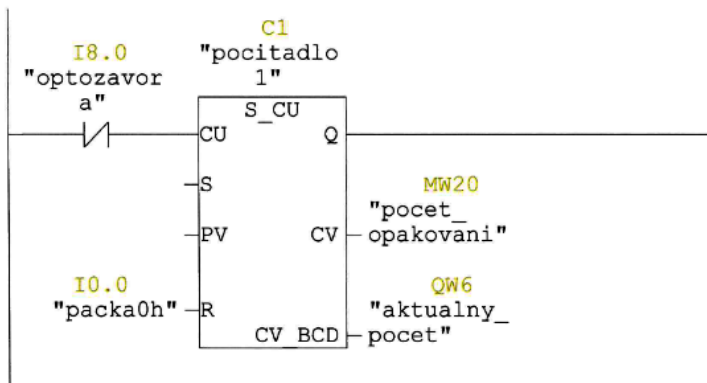 C1
I8.0
"pocitadlo
"optozavor
1"
a"
S_CU
CU
Q
S
MW20
"pocet_
PV
CV
opakovani"
I0.0
QW6
"packa0h"
R
"aktualny_
CV_BCD
pocet"